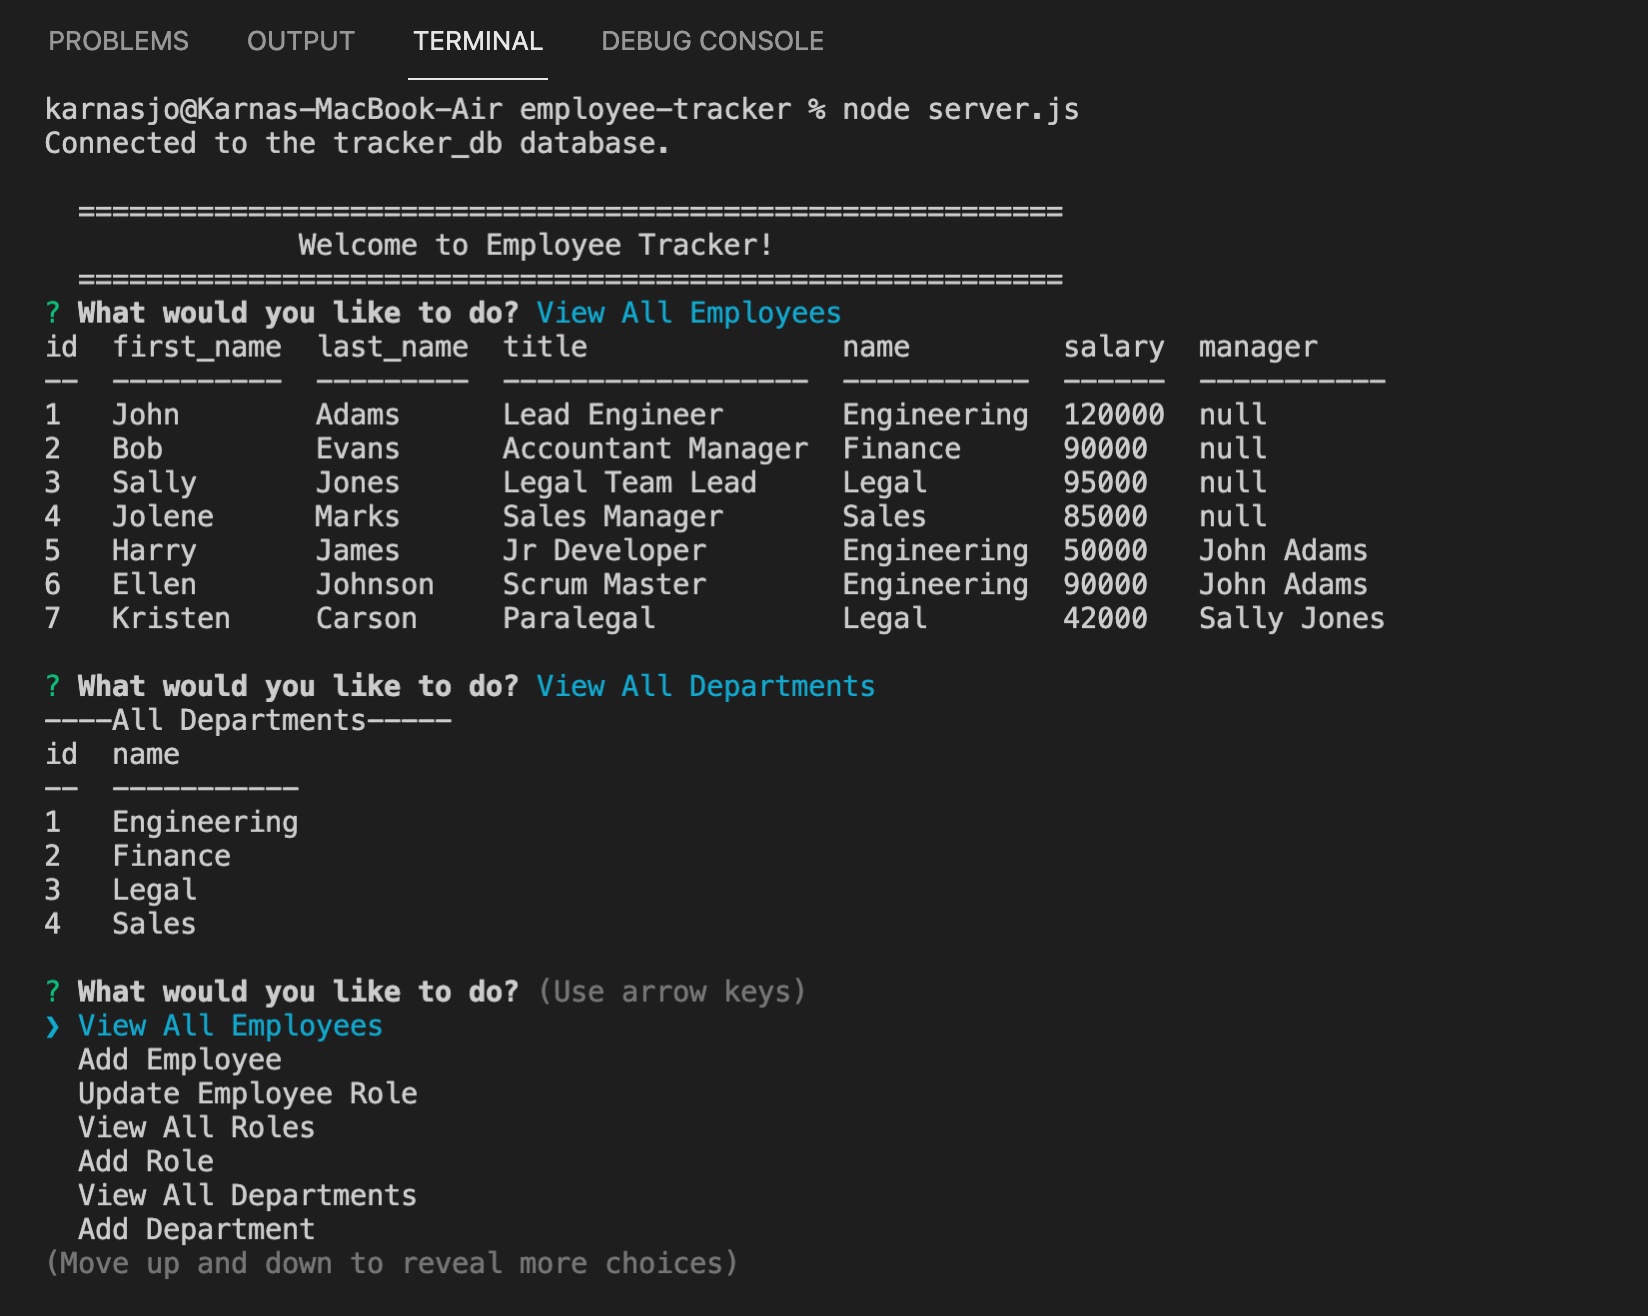 PROBLEMS OUTPUT TERMINAL DEBUG CONSOLE
karnasjo@Karnas-MacBook-Air employee-tracker % node server.js
Connected to the tracker_db database.
==========================================================
Welcome to Employee Tracker!
==========================================================
? What would you like to do? View All Employees
id  first_name  last_name  title               name         salary  manager
--  ----------  ---------  ------------------  -----------  ------  -----------
1   John        Adams      Lead Engineer       Engineering  120000  null
2   Bob         Evans      Accountant Manager  Finance      90000   null
3   Sally       Jones      Legal Team Lead     Legal        95000   null
4   Jolene      Marks      Sales Manager       Sales        85000   null
5   Harry       James      Jr Developer        Engineering  50000   John Adams
6   Ellen       Johnson    Scrum Master        Engineering  90000   John Adams
7   Kristen     Carson     Paralegal           Legal        42000   Sally Jones
? What would you like to do? View All Departments
----All Departments-----
id  name
--  -----------
1   Engineering
2   Finance
3   Legal
4   Sales
? What would you like to do? (Use arrow keys)
❯ View All Employees
Add Employee
Update Employee Role
View All Roles
Add Role
View All Departments
Add Department
(Move up and down to reveal more choices)